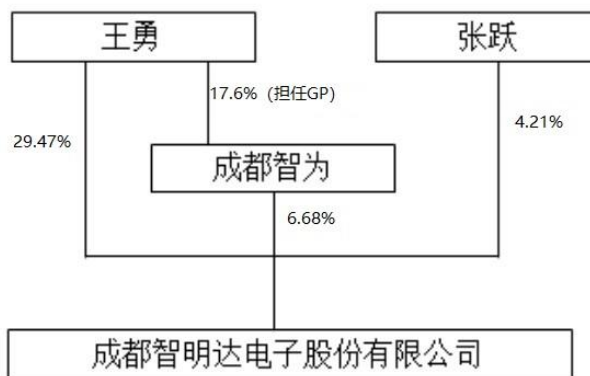 王勇
张跃
17.6%（担任GP）
29.47%
4.21%
成都智为
6.68%
成都智明达电子股份有限公司